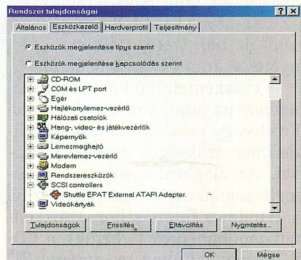 Rendszer tulajdonságai
Általános Eszközkezelő Hardverprofil Teljesítmény
Eszközök megjelenítése típus szerint
Eszközök megjelenítése kapcsolódás szerint
CD-ROM
COM és LPT port
Egér
Hajlékonylemez-vezérlő
Hálózati csatolók
Hang-, video- és játékvezérlők
Képernyők
Lemezmeghajtó
Merevlemez-vezérlő
Modem
Rendszereszközök
SCSI controllers
Shuttle EPAT External ATAPI Adapter.
Videókártyák
Tulajdonságok Frissítés Eltávolítás Nyomtatás...
OK Mégse